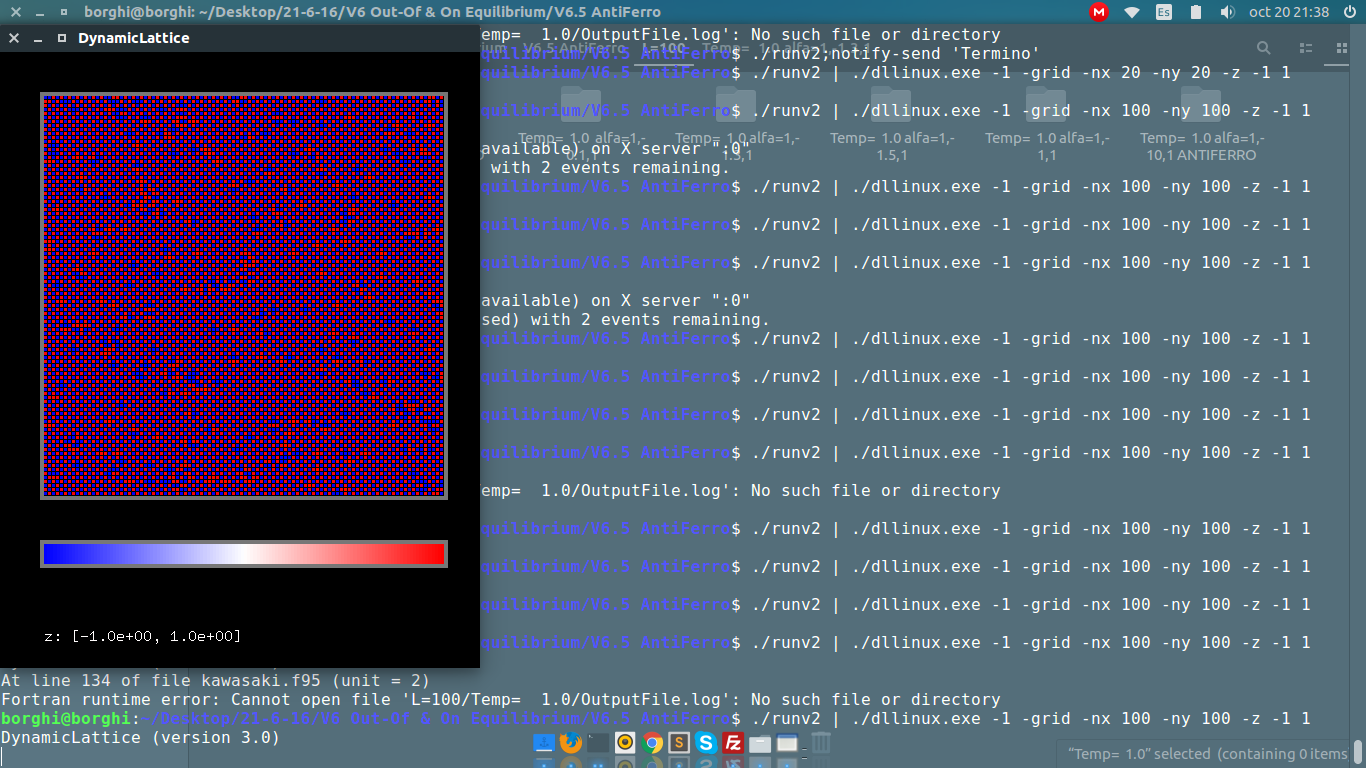 borghi@borghi: ~/Desktop/21-6-16/V6 Out-Of & On Equilibrium/V6.5 AntiFerro
Es
oct 20 21:38
DynamicLattice
Temp=  1.0/OutputFile.log': No such file or directory
quilibrium/V6.5 AntiFerro$ ./runv2;notify-send 'Termino'
quilibrium/V6.5 AntiFerro$ ./runv2 | ./dllinux.exe -1 -grid -nx 20 -ny 20 -z -1 1
quilibrium/V6.5 AntiFerro$ ./runv2 | ./dllinux.exe -1 -grid -nx 100 -ny 100 -z -1 1
Temp=  1.0 alfa=1,-0.1,1
Temp=  1.0 alfa=1,-1.3,1
Temp=  1.0 alfa=1,-1.5,1
Temp=  1.0 alfa=1,-1,1
Temp=  1.0 alfa=1,-10,1 ANTIFERRO
available) on X server ":0"
with 2 events remaining.
quilibrium/V6.5 AntiFerro$ ./runv2 | ./dllinux.exe -1 -grid -nx 100 -ny 100 -z -1 1
quilibrium/V6.5 AntiFerro$ ./runv2 | ./dllinux.exe -1 -grid -nx 100 -ny 100 -z -1 1
quilibrium/V6.5 AntiFerro$ ./runv2 | ./dllinux.exe -1 -grid -nx 100 -ny 100 -z -1 1
available) on X server ":0"
sed) with 2 events remaining.
quilibrium/V6.5 AntiFerro$ ./runv2 | ./dllinux.exe -1 -grid -nx 100 -ny 100 -z -1 1
quilibrium/V6.5 AntiFerro$ ./runv2 | ./dllinux.exe -1 -grid -nx 100 -ny 100 -z -1 1
quilibrium/V6.5 AntiFerro$ ./runv2 | ./dllinux.exe -1 -grid -nx 100 -ny 100 -z -1 1
quilibrium/V6.5 AntiFerro$ ./runv2 | ./dllinux.exe -1 -grid -nx 100 -ny 100 -z -1 1
Temp=  1.0/OutputFile.log': No such file or directory
quilibrium/V6.5 AntiFerro$ ./runv2 | ./dllinux.exe -1 -grid -nx 100 -ny 100 -z -1 1
quilibrium/V6.5 AntiFerro$ ./runv2 | ./dllinux.exe -1 -grid -nx 100 -ny 100 -z -1 1
quilibrium/V6.5 AntiFerro$ ./runv2 | ./dllinux.exe -1 -grid -nx 100 -ny 100 -z -1 1
quilibrium/V6.5 AntiFerro$ ./runv2 | ./dllinux.exe -1 -grid -nx 100 -ny 100 -z -1 1
z: [-1.0e+00, 1.0e+00]
At line 134 of file kawasaki.f95 (unit = 2)
Fortran runtime error: Cannot open file 'L=100/Temp=  1.0/OutputFile.log': No such file or directory
borghi@borghi:~/Desktop/21-6-16/V6 Out-Of & On Equilibrium/V6.5 AntiFerro$ ./runv2 | ./dllinux.exe -1 -grid -nx 100 -ny 100 -z -1 1
DynamicLattice (version 3.0)
"Temp=  1.0" selected  (containing 0 items